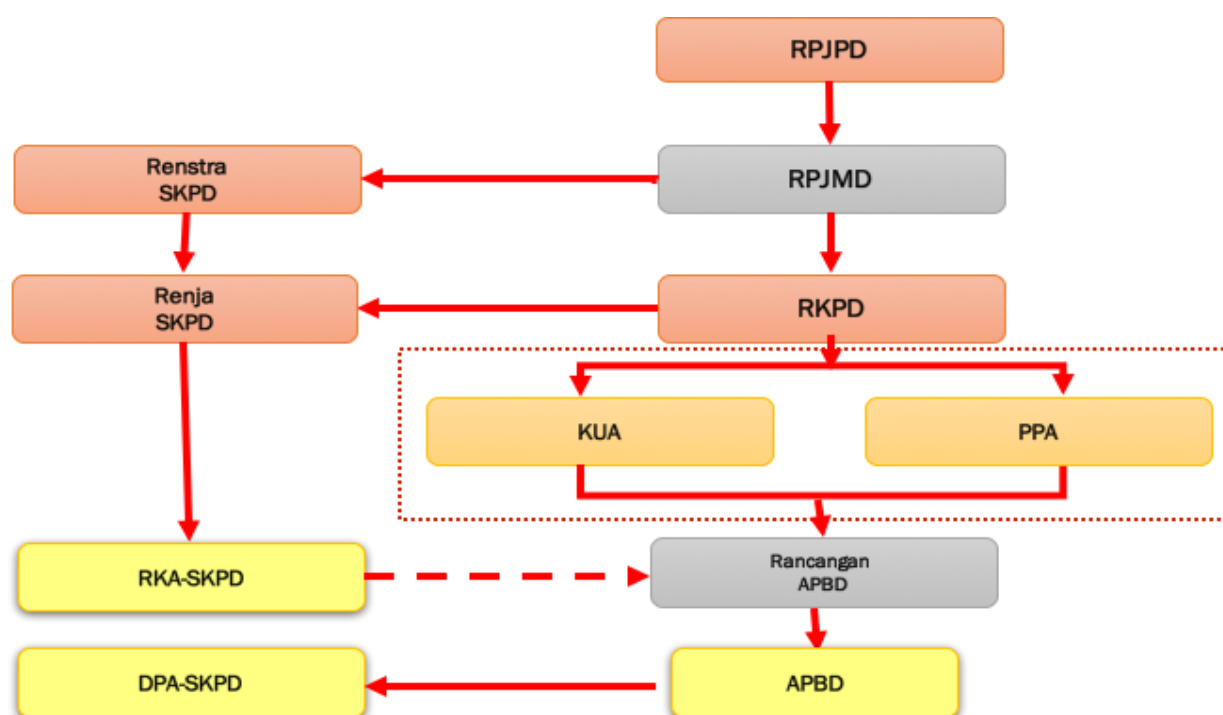 RPJPD
Renstra
SKPD
RPJMD
Renja
SKPD
RKPD
KUA
PPA
RKA-SKPD
Rancangan
APBD
DPA-SKPD
APBD